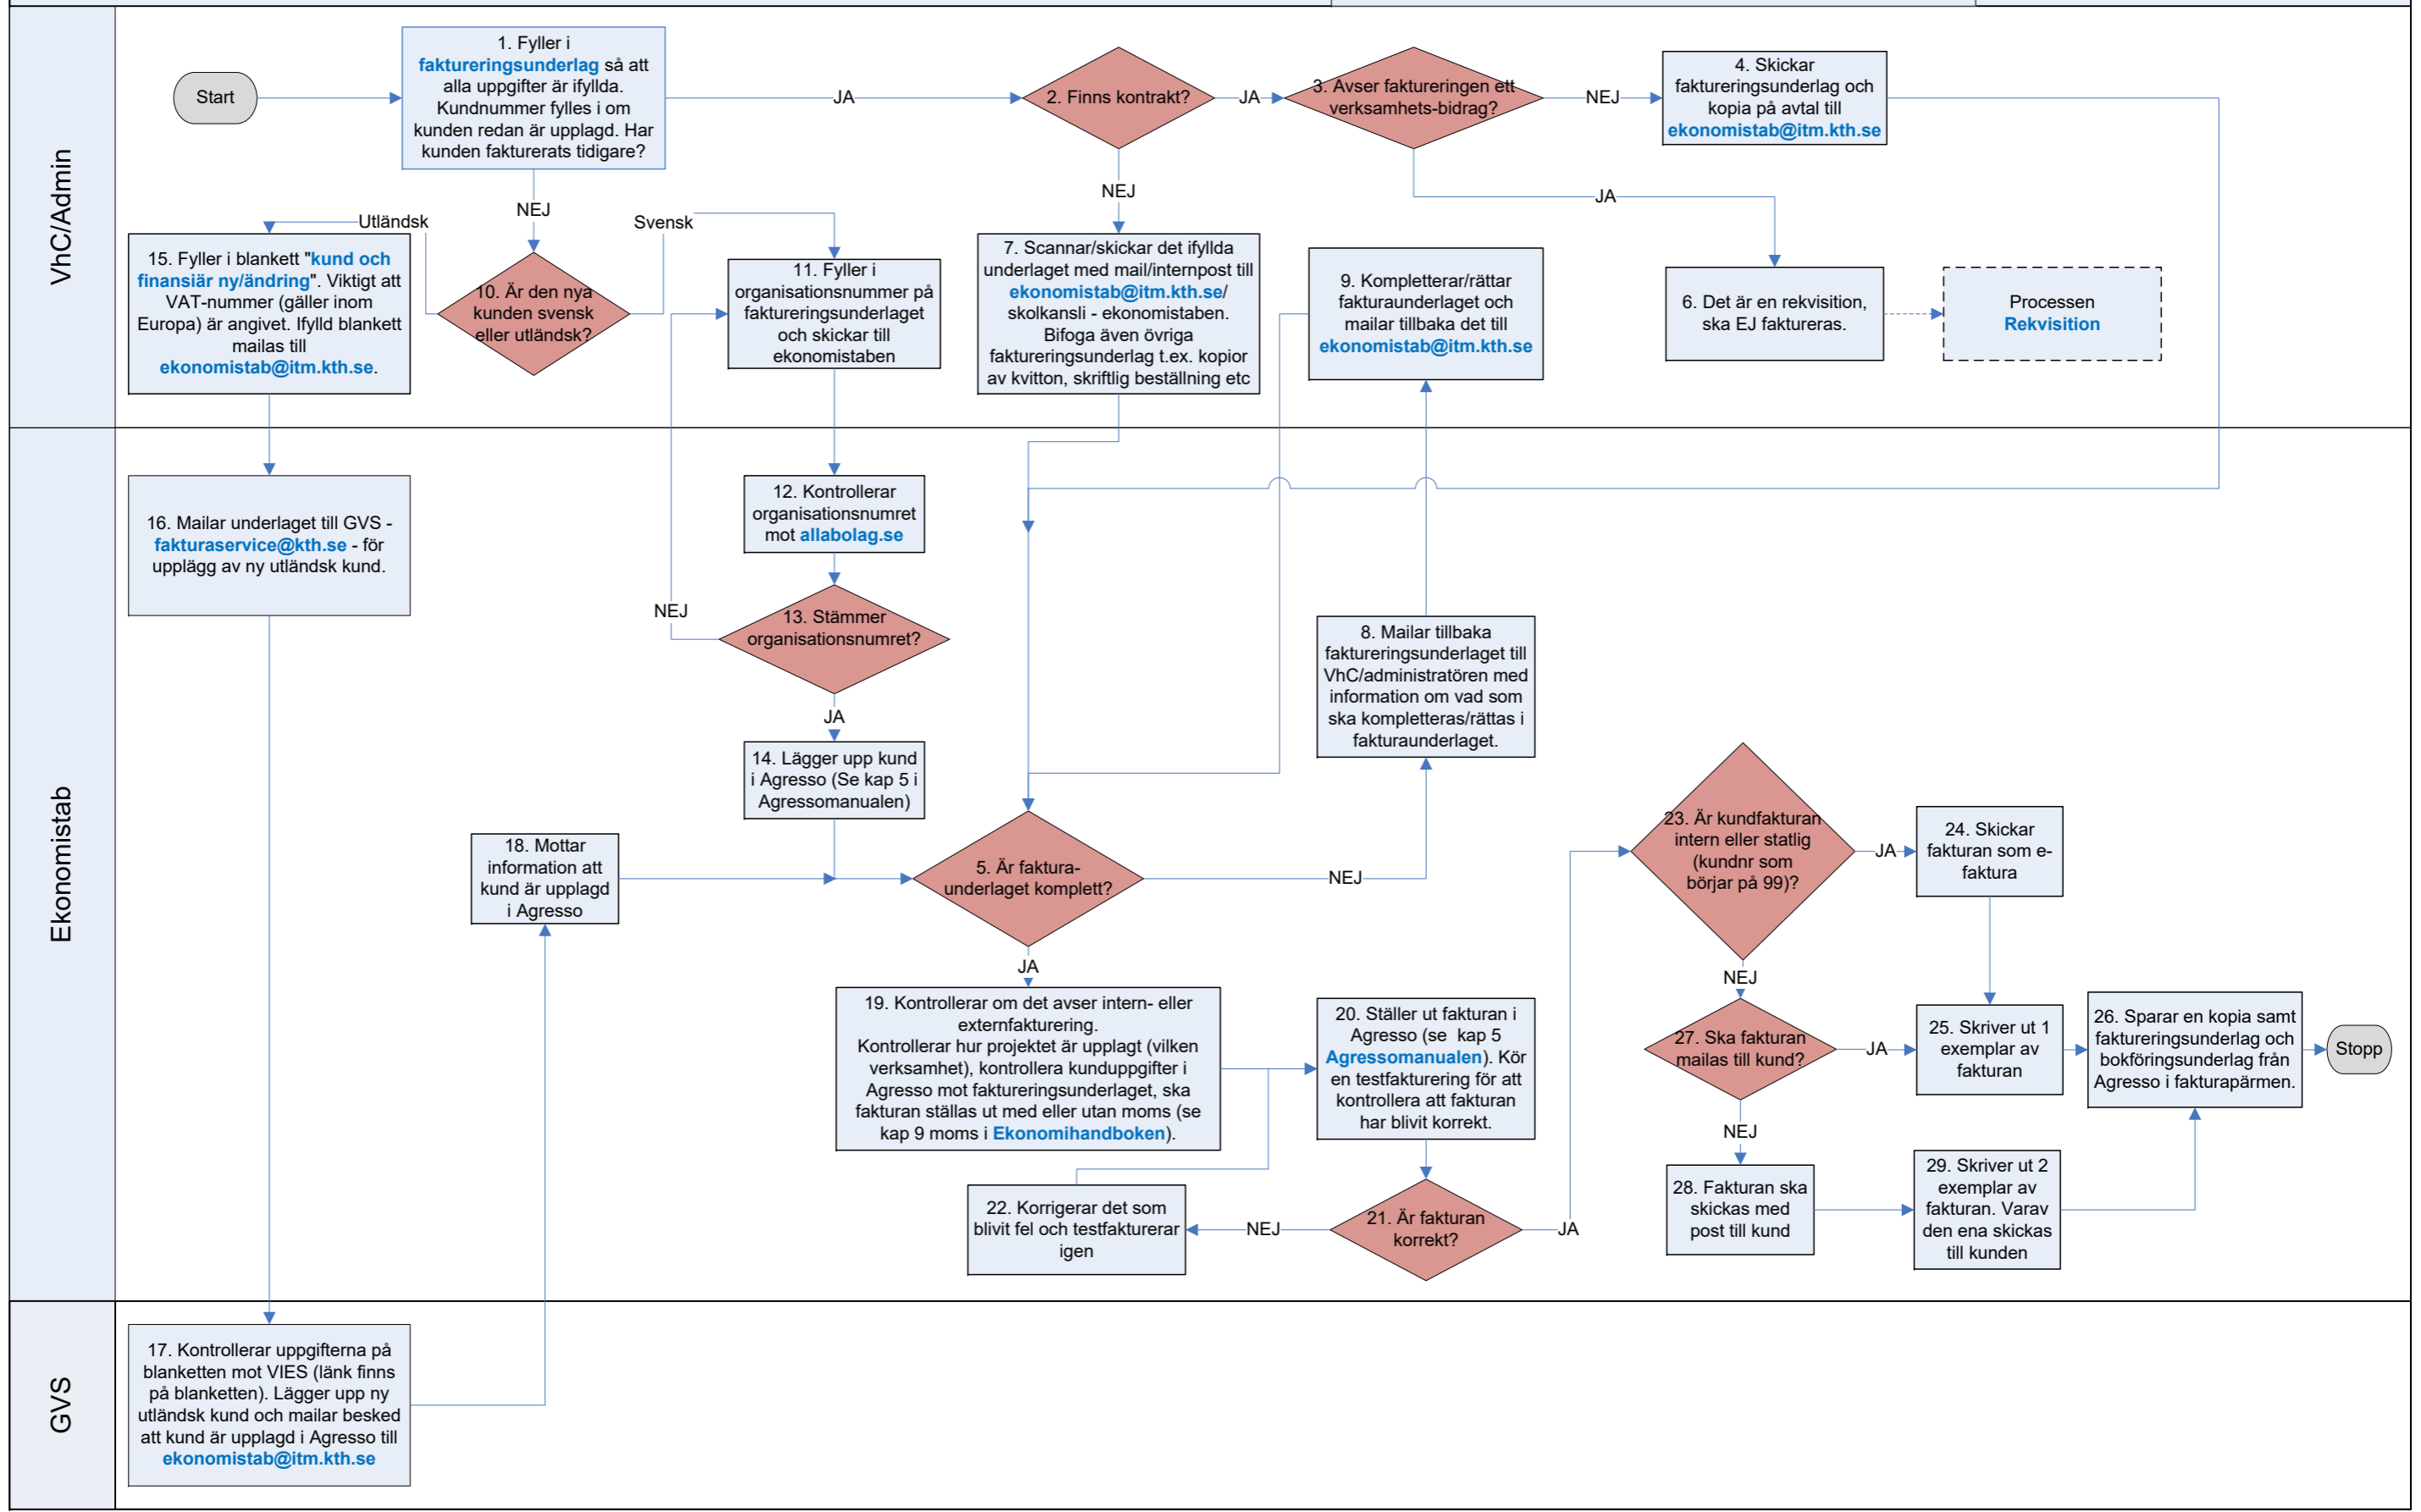 VhC/Admin
Start
1. Fyller i
faktureringsunderlag så att
alla uppgifter är ifyllda.
Kundnummer fylles i om
kunden redan är upplagd. Har
kunden fakturerats tidigare?
JA
2. Finns kontrakt?
JA
3. Avser faktureringen ett
verksamhets-bidrag?
NEJ
4. Skickar
faktureringsunderlag och
kopia på avtal till
ekonomistab@itm.kth.se
NEJ
NEJ
JA
Utländsk
Svensk
15. Fyller i blankett "kund och
finansiär ny/ändring". Viktigt att
VAT-nummer (gäller inom
Europa) är angivet. Ifylld blankett
mailas till
ekonomistab@itm.kth.se.
10. Är den nya
kunden svensk
eller utländsk?
11. Fyller i
organisationsnummer på
faktureringsunderlaget
och skickar till
ekonomistaben
7. Scannar/skickar det ifyllda
underlaget med mail/internpost till
ekonomistab@itm.kth.se/
skolkansli - ekonomistaben.
Bifoga även övriga
faktureringsunderlag t.ex. kopior
av kvitton, skriftlig beställning etc
9. Kompletterar/rättar
fakturaunderlaget och
mailar tillbaka det till
ekonomistab@itm.kth.se
6. Det är en rekvisition,
ska EJ faktureras.
Processen
Rekvisition
Ekonomistab
16. Mailar underlaget till GVS -
fakturaservice@kth.se - för
upplägg av ny utländsk kund.
12. Kontrollerar
organisationsnumret
mot allabolag.se
NEJ
13. Stämmer
organisationsnumret?
JA
14. Lägger upp kund
i Agresso (Se kap 5 i
Agressomanualen)
8. Mailar tillbaka
faktureringsunderlaget till
VhC/administratören med
information om vad som
ska kompletteras/rättas i
fakturaunderlaget.
18. Mottar
information att
kund är upplagd
i Agresso
5. Är faktura-
underlaget komplett?
NEJ
JA
23. Är kundfakturan
intern eller statlig
(kundnr som
börjar på 99)?
JA
24. Skickar
fakturan som e-
faktura
NEJ
19. Kontrollerar om det avser intern- eller
externfakturering.
Kontrollerar hur projektet är upplagt (vilken
verksamhet), kontrollera kunduppgifter i
Agresso mot faktureringsunderlaget, ska
fakturan ställas ut med eller utan moms (se
kap 9 moms i Ekonomihandboken).
20. Ställer ut fakturan i
Agresso (se  kap 5
Agressomanualen). Kör
en testfakturering för att
kontrollera att fakturan
har blivit korrekt.
27. Ska fakturan
mailas till kund?
JA
25. Skriver ut 1
exemplar av
fakturan
26. Sparar en kopia samt
faktureringsunderlag och
bokföringsunderlag från
Agresso i fakturapärmen.
Stopp
NEJ
22. Korrigerar det som
blivit fel och testfakturerar
igen
NEJ
21. Är fakturan
korrekt?
JA
28. Fakturan ska
skickas med
post till kund
29. Skriver ut 2
exemplar av
fakturan. Varav
den ena skickas
till kunden
GVS
17. Kontrollerar uppgifterna på
blanketten mot VIES (länk finns
på blanketten). Lägger upp ny
utländsk kund och mailar besked
att kund är upplagd i Agresso till
ekonomistab@itm.kth.se